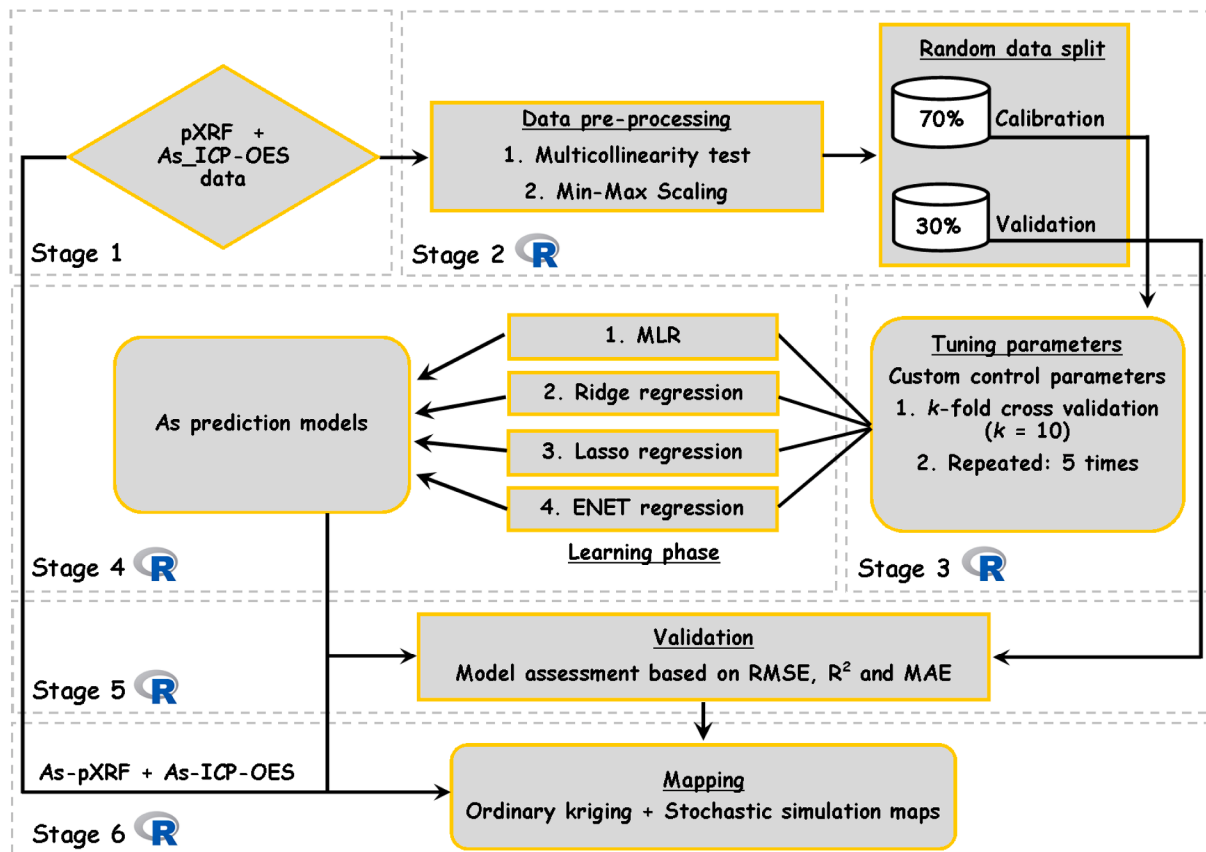 pXRF +
As_ICP-OES
data
Stage 1
Data pre-processing
1. Multicollinearity test
2. Min-Max Scaling
Stage 2 R
Random data split
70% Calibration
30% Validation
Tuning parameters
Custom control parameters
1. k-fold cross validation
(k = 10)
2. Repeated: 5 times
Stage 3 R
1. MLR
2. Ridge regression
3. Lasso regression
4. ENET regression
Learning phase
As prediction models
Stage 4 R
Validation
Model assessment based on RMSE, R² and MAE
Stage 5 R
As-pXRF + As-ICP-OES
Mapping
Ordinary kriging + Stochastic simulation maps
Stage 6 R